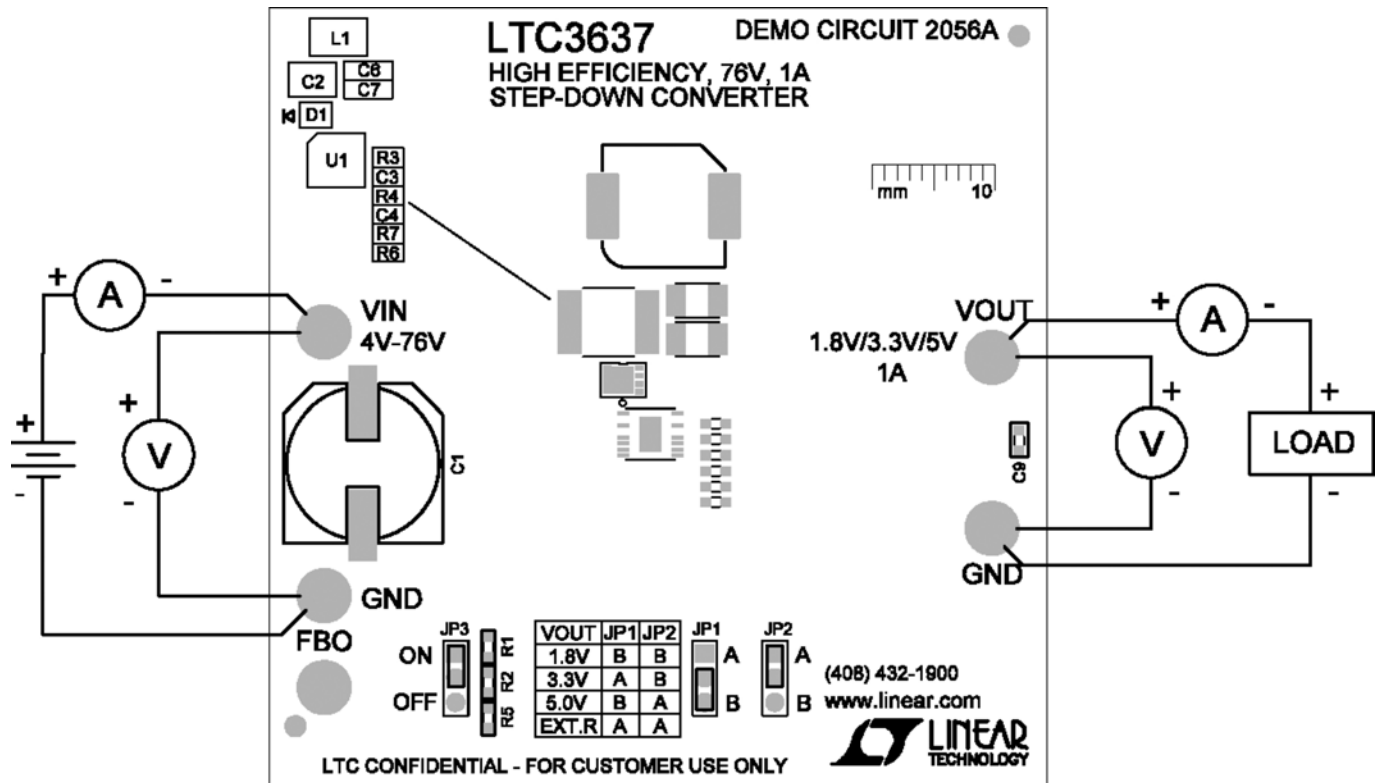 LTC3637
DEMO CIRCUIT 2056A
HIGH EFFICIENCY, 76V, 1A
STEP-DOWN CONVERTER
L1
C2
C6
C7
D1
U1
R3
C3
R4
C4
R7
R6
mm 10
+ A -
VIN
4V-76V
+
V
-
+
-
C1
GND
FBO
VOUT
1.8V/3.3V/5V
1A
+ A -
+
V
-
+
LOAD
-
C9
GND
JP3
ON
OFF
R1
R2
R5
VOUT JP1 JP2
1.8V B B
3.3V A B
5.0V B A
EXT.R A A
JP1
A
B
JP2
A
B
(408) 432-1900
www.linear.com
LINEAR
TECHNOLOGY
LTC CONFIDENTIAL - FOR CUSTOMER USE ONLY